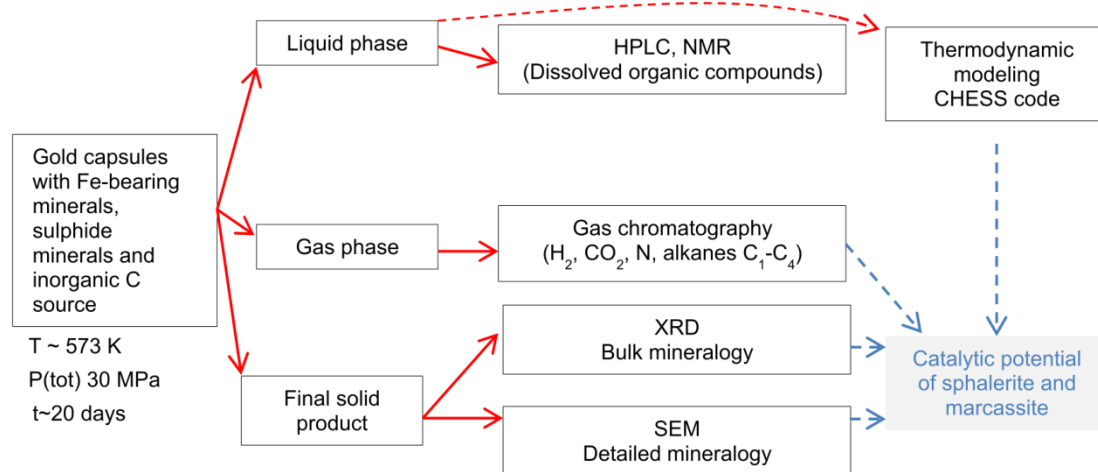 Liquid phase
HPLC, NMR
(Dissolved organic compounds)
Thermodynamic
modeling
CHESS code
Gold capsules
with Fe-bearing
minerals,
sulphide
minerals and
inorganic C
source
Gas phase
Gas chromatography
(H₂, CO₂, N, alkanes C₁-C₄)
T ~ 573 K
P(tot) 30 MPa
t~20 days
Final solid
product
XRD
Bulk mineralogy
SEM
Detailed mineralogy
Catalytic potential
of sphalerite and
marcassite